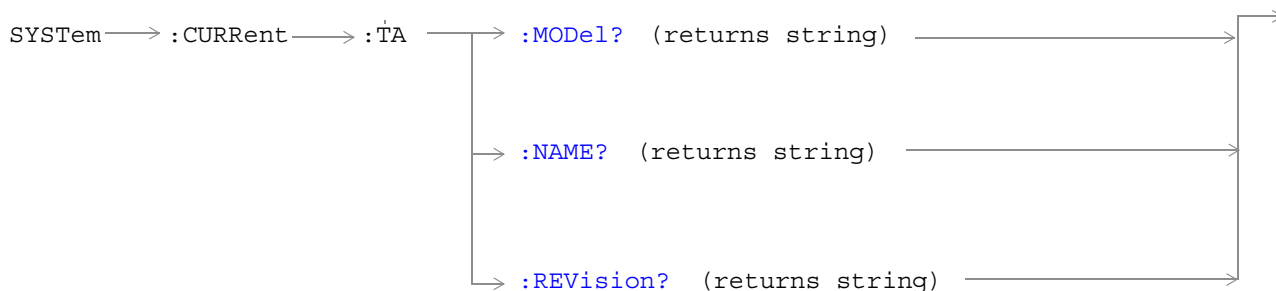 SYSTem :CURRent :TA :MODel? (returns string)
:NAME? (returns string)
:REVision? (returns string)